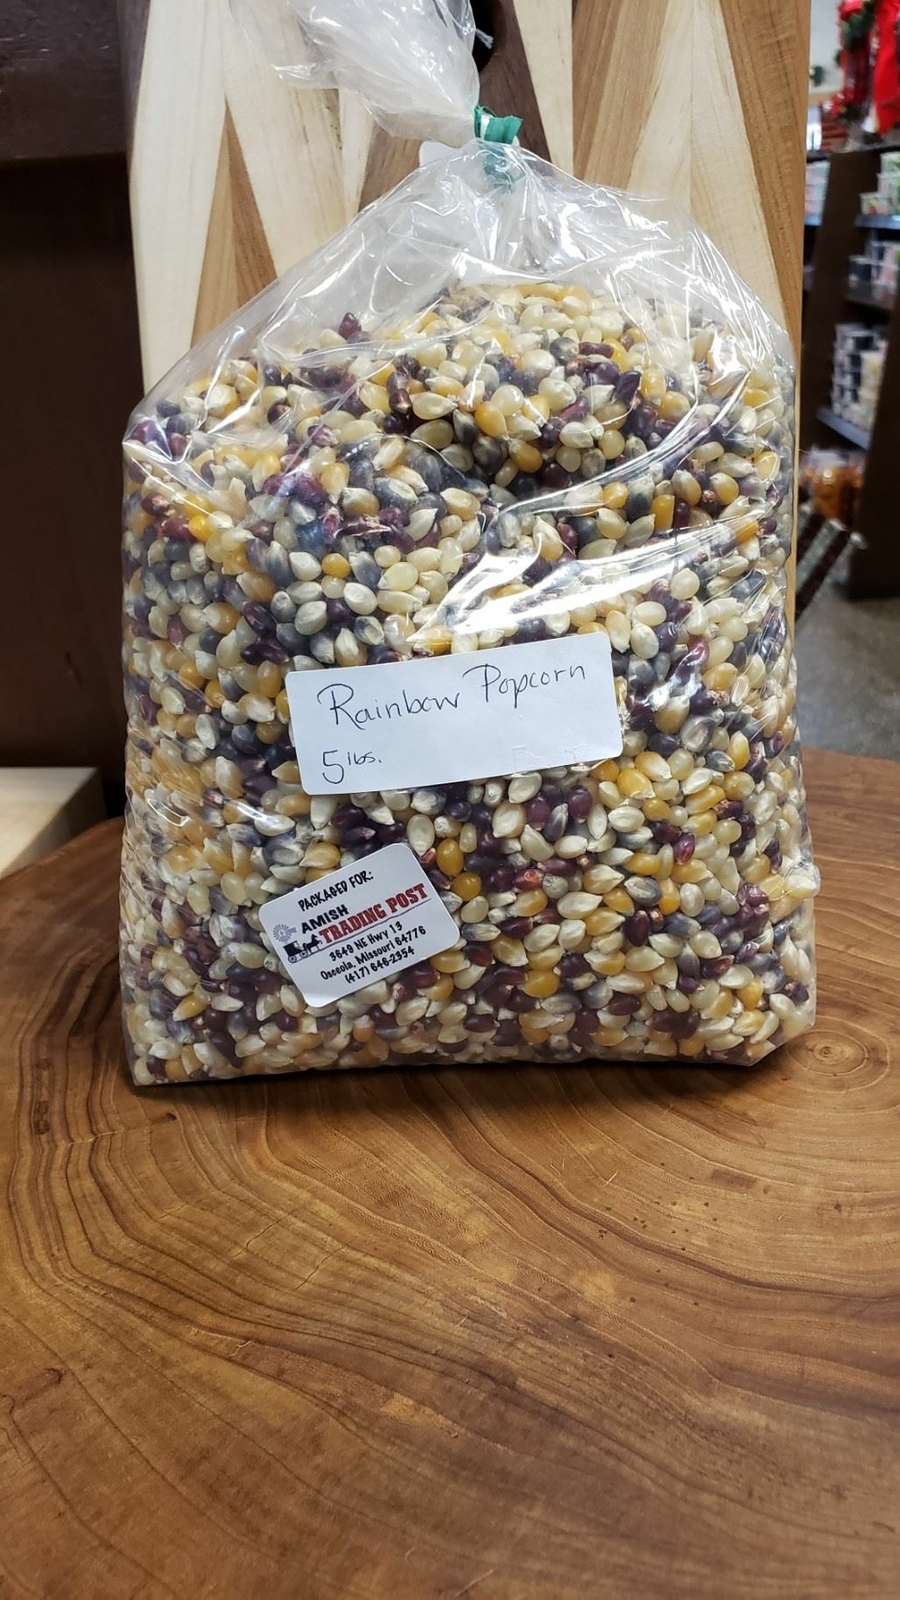 Rainbow Popcorn
5 lbs.
PACKAGED FOR:
AMISH
TRADING POST
3649 NE Hwy 13
Osceola, Missouri 64776
(417) 646-2354